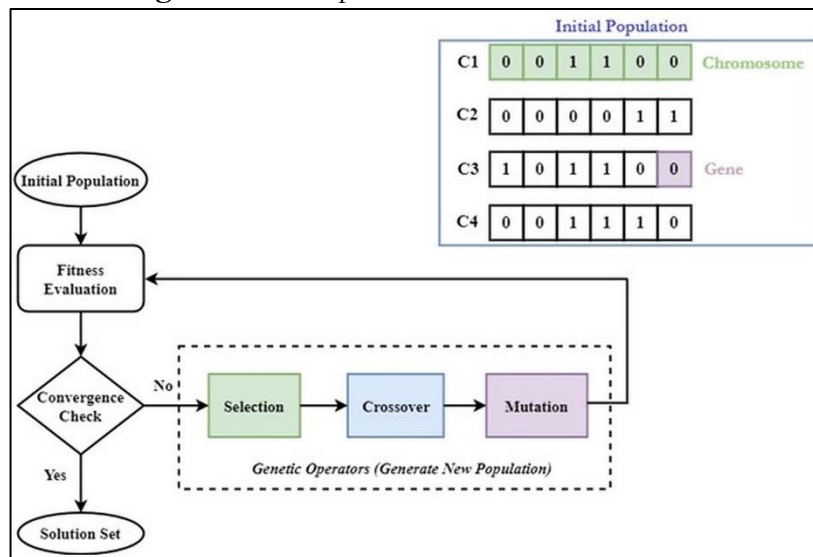 Initial Population
C1 0 0 1 1 0 0 Chromosome
C2 0 0 0 0 1 1
C3 1 0 1 1 0 0 Gene
C4 0 0 1 1 1 0
Initial Population
Fitness
Evaluation
Convergence
Check
No
Yes
Selection
Crossover
Mutation
Genetic Operators (Generate New Population)
Solution Set